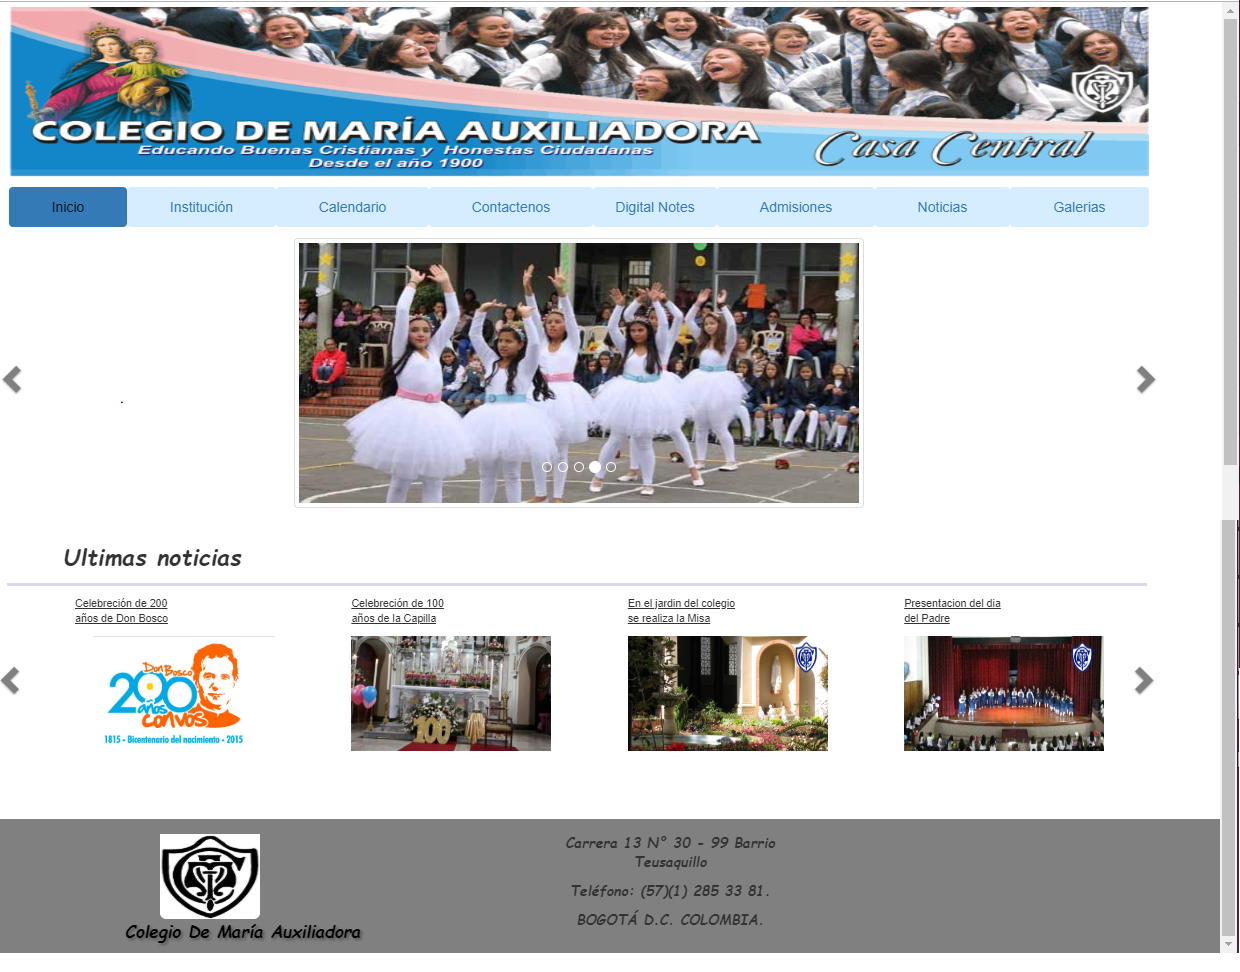 COLEGIO DE MARÍA AUXILIADORA
Educando Buenas Cristianas y Honestas Ciudadanas
Desde el año 1900
Casa Central
Inicio
Institución
Calendario
Contactenos
Digital Notes
Admisiones
Noticias
Galerias
Ultimas noticias
Celebreción de 200
años de Don Bosco
Don Bosco
200
años
con vos
1815 - Bicentenario del nacimiento - 2015
Celebreción de 100
años de la Capilla
100
En el jardin del colegio
se realiza la Misa
Presentacion del dia
del Padre
Colegio De María Auxiliadora
Carrera 13 N° 30 - 99 Barrio
Teusaquillo
Teléfono: (57)(1) 285 33 81.
BOGOTÁ D.C. COLOMBIA.